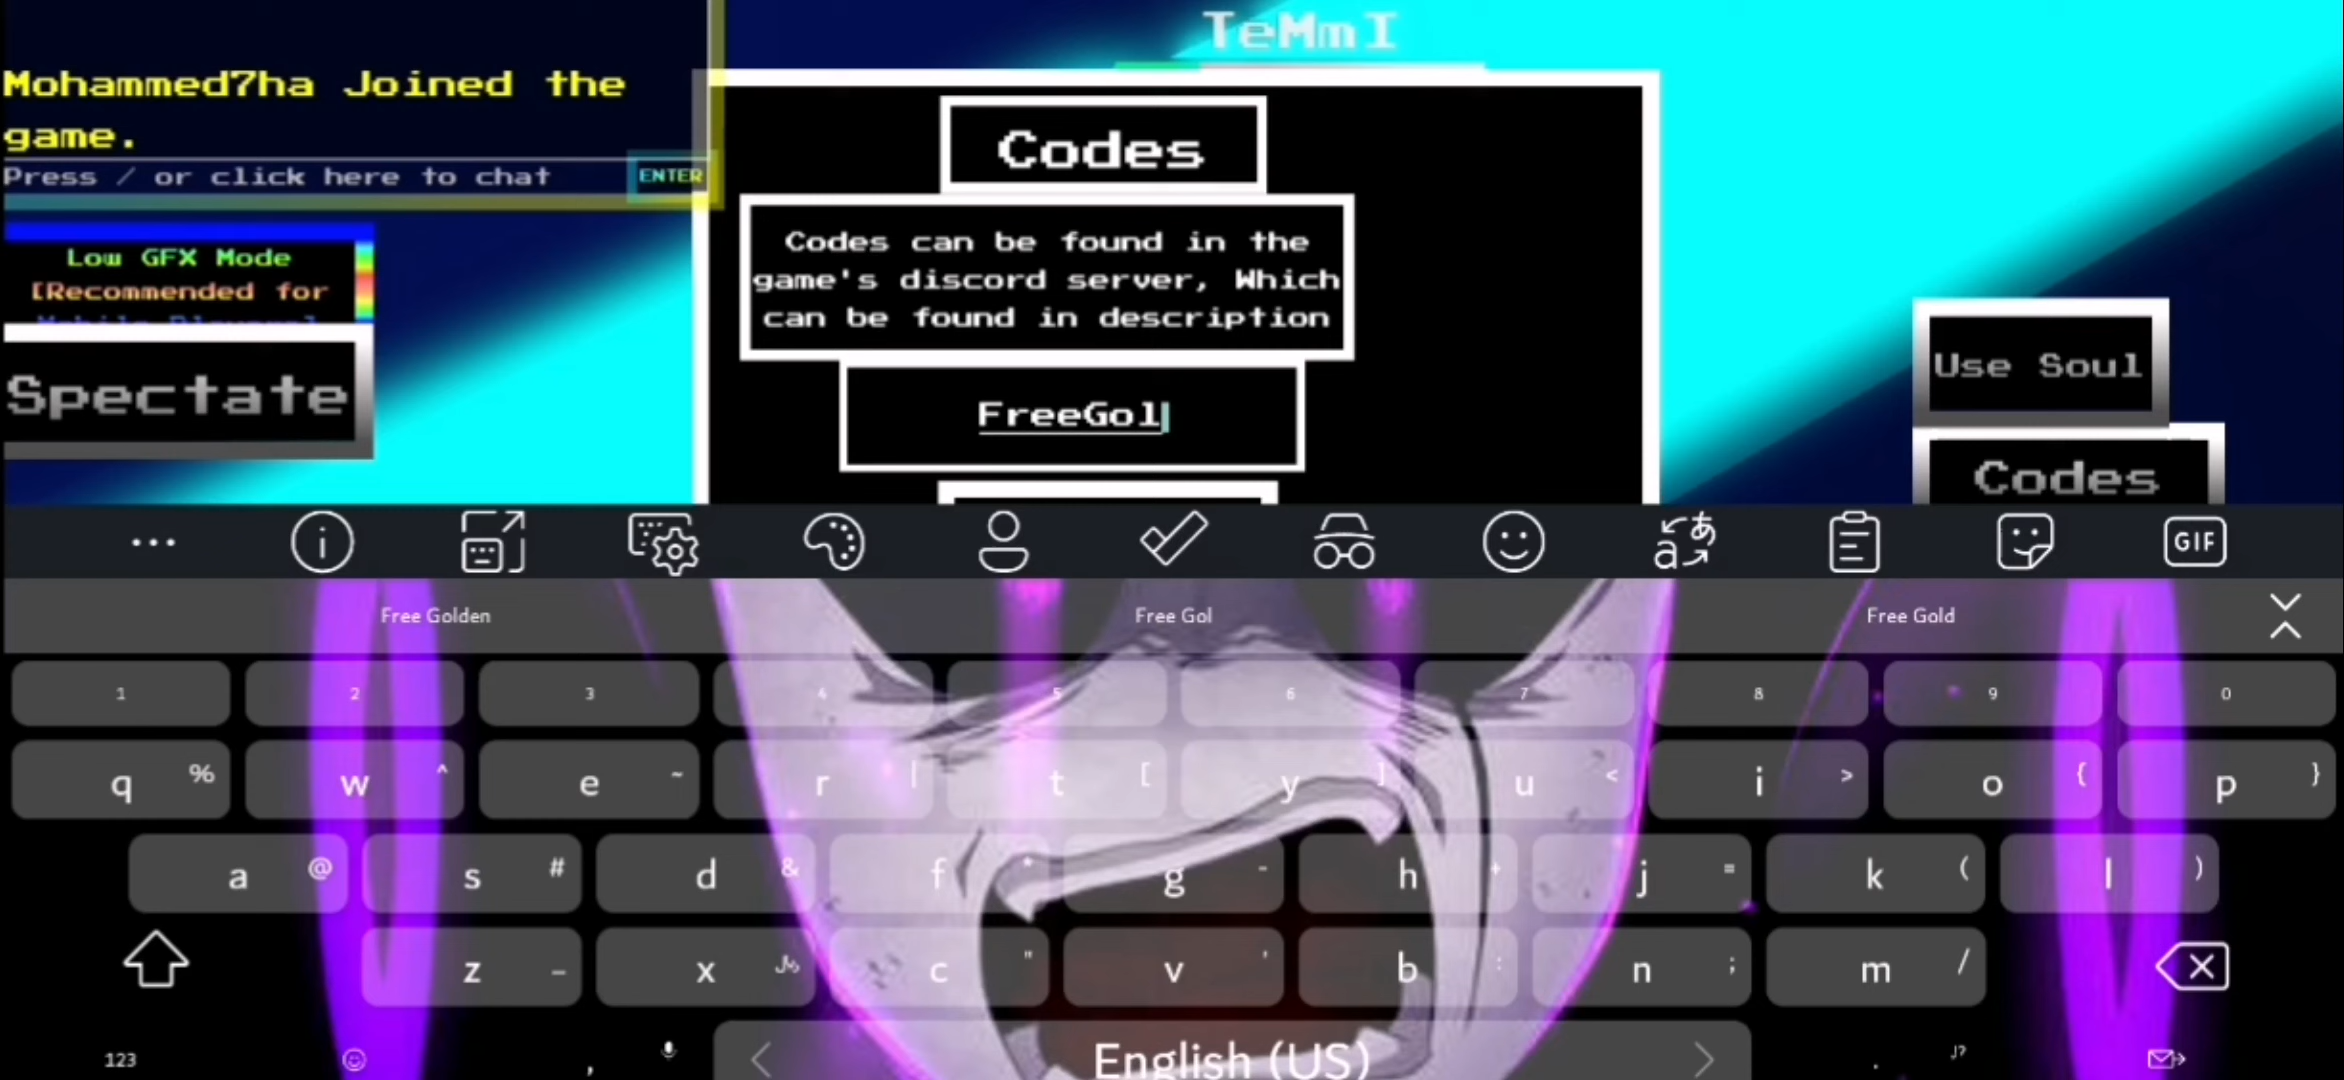 TeMmI
Mohammed7ha Joined the
game.
Press / or click here to chat
ENTER
Codes
Codes can be found in the
game's discord server, Which
can be found in description
Low GFX Mode
[Recommended for
Mobile Players]
Spectate
FreeGol
Use Soul
Codes
GIF
Free Golden
Free Gol
Free Gold
1 2 3 4 5 6 7 8 9 0
q % w ^ e ~ r | t [ y ] u < i > o { p }
a @ s # d & f * g - h + j = k ( l )
z _ x c " v ' b : n ; m /
123 , < English (US) > .